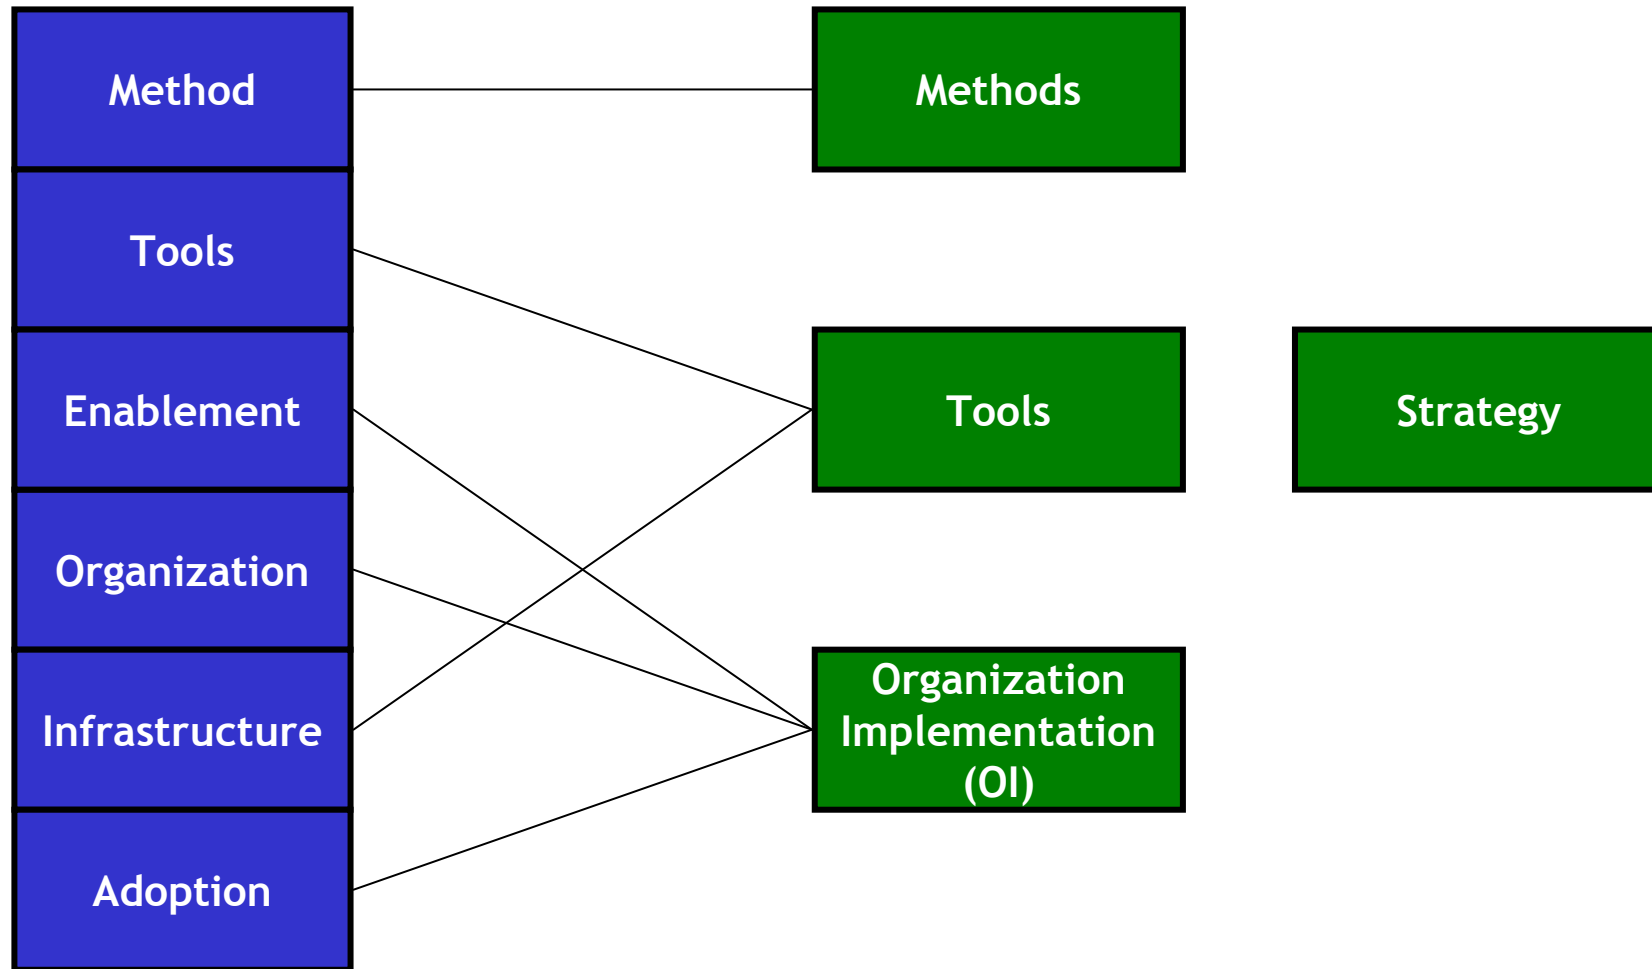 Method
Tools
Enablement
Organization
Infrastructure
Adoption
Methods
Tools
Organization
Implementation
(OI)
Strategy